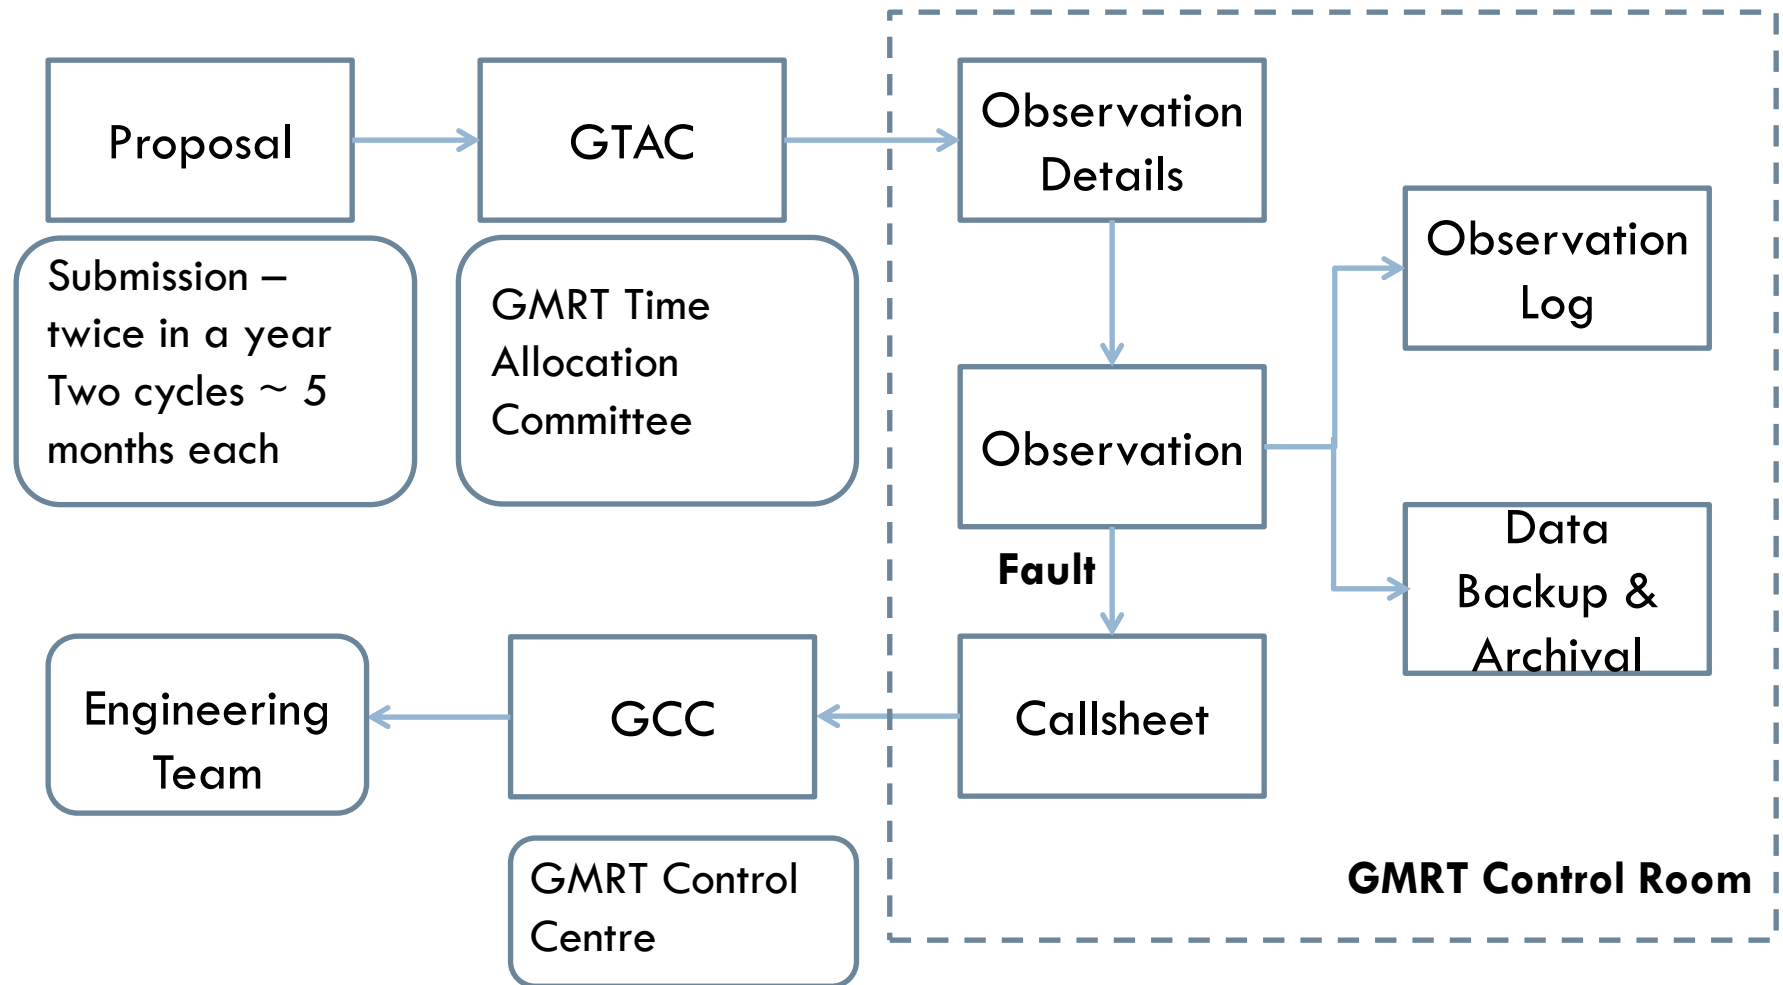 Proposal
GTAC
Observation
Details
Submission –
twice in a year
Two cycles ~ 5
months each
GMRT Time
Allocation
Committee
Observation
Log
Observation
Data
Backup &
Archival
Fault
Engineering
Team
GCC
Callsheet
GMRT Control
Centre
GMRT Control Room